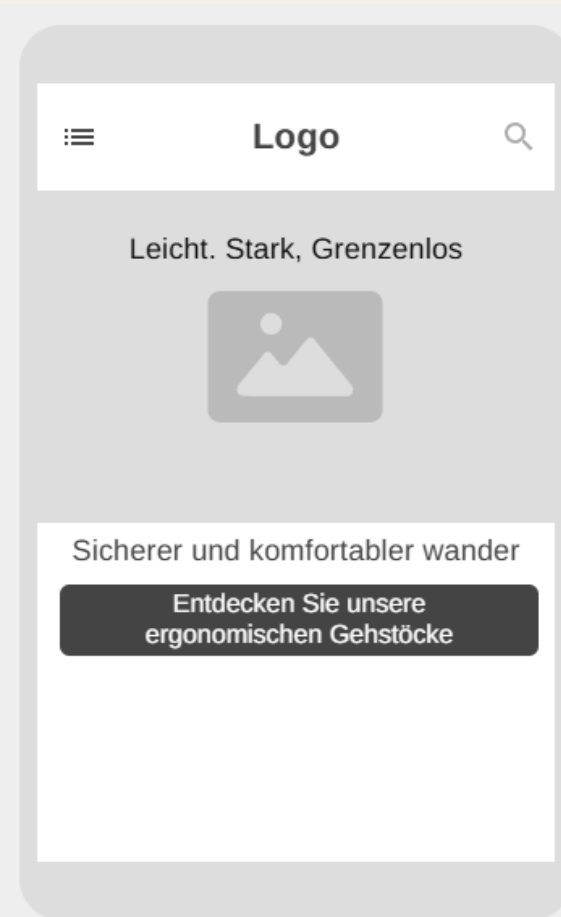 Logo
Leicht. Stark, Grenzenlos
Sicherer und komfortabler wander
Entdecken Sie unsere
ergonomischen Gehstöcke